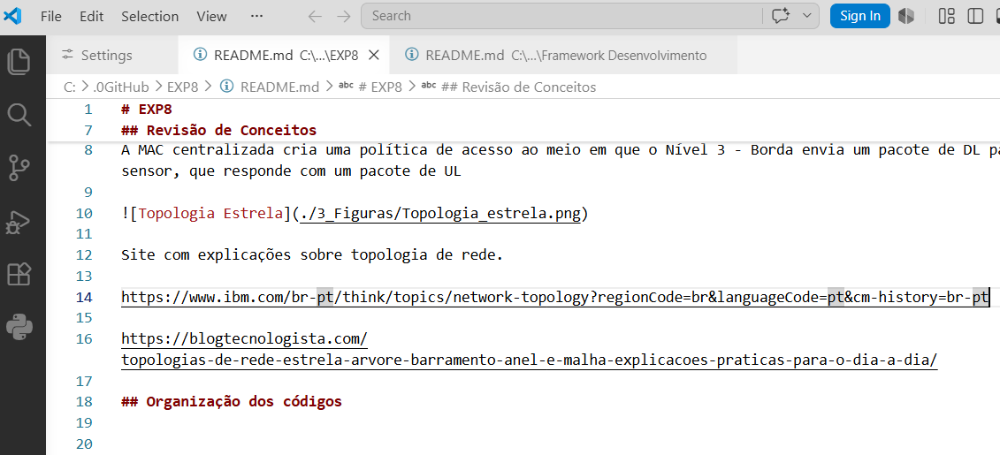 File Edit Selection View ··· Search Sign In
Settings README.md C:\...\EXP8 README.md C:\...\Framework Desenvolvimento
C: > .0GitHub > EXP8 > README.md > abc # EXP8 > abc ## Revisão de Conceitos
1 # EXP8
7 ## Revisão de Conceitos
8 A MAC centralizada cria uma política de acesso ao meio em que o Nível 3 - Borda envia um pacote de DL
sensor, que responde com um pacote de UL
9
10 ![Topologia Estrela](./3_Figuras/Topologia_estrela.png)
11
12 Site com explicações sobre topologia de rede.
13
14 https://www.ibm.com/br-pt/think/topics/network-topology?regionCode=br&languageCode=pt&cm-history=br-pt
15
16 https://blogtecnologista.com/
topologias-de-rede-estrela-arvore-barramento-anel-e-malha-explicacoes-praticas-para-o-dia-a-dia/
17
18 ## Organização dos códigos
19
20